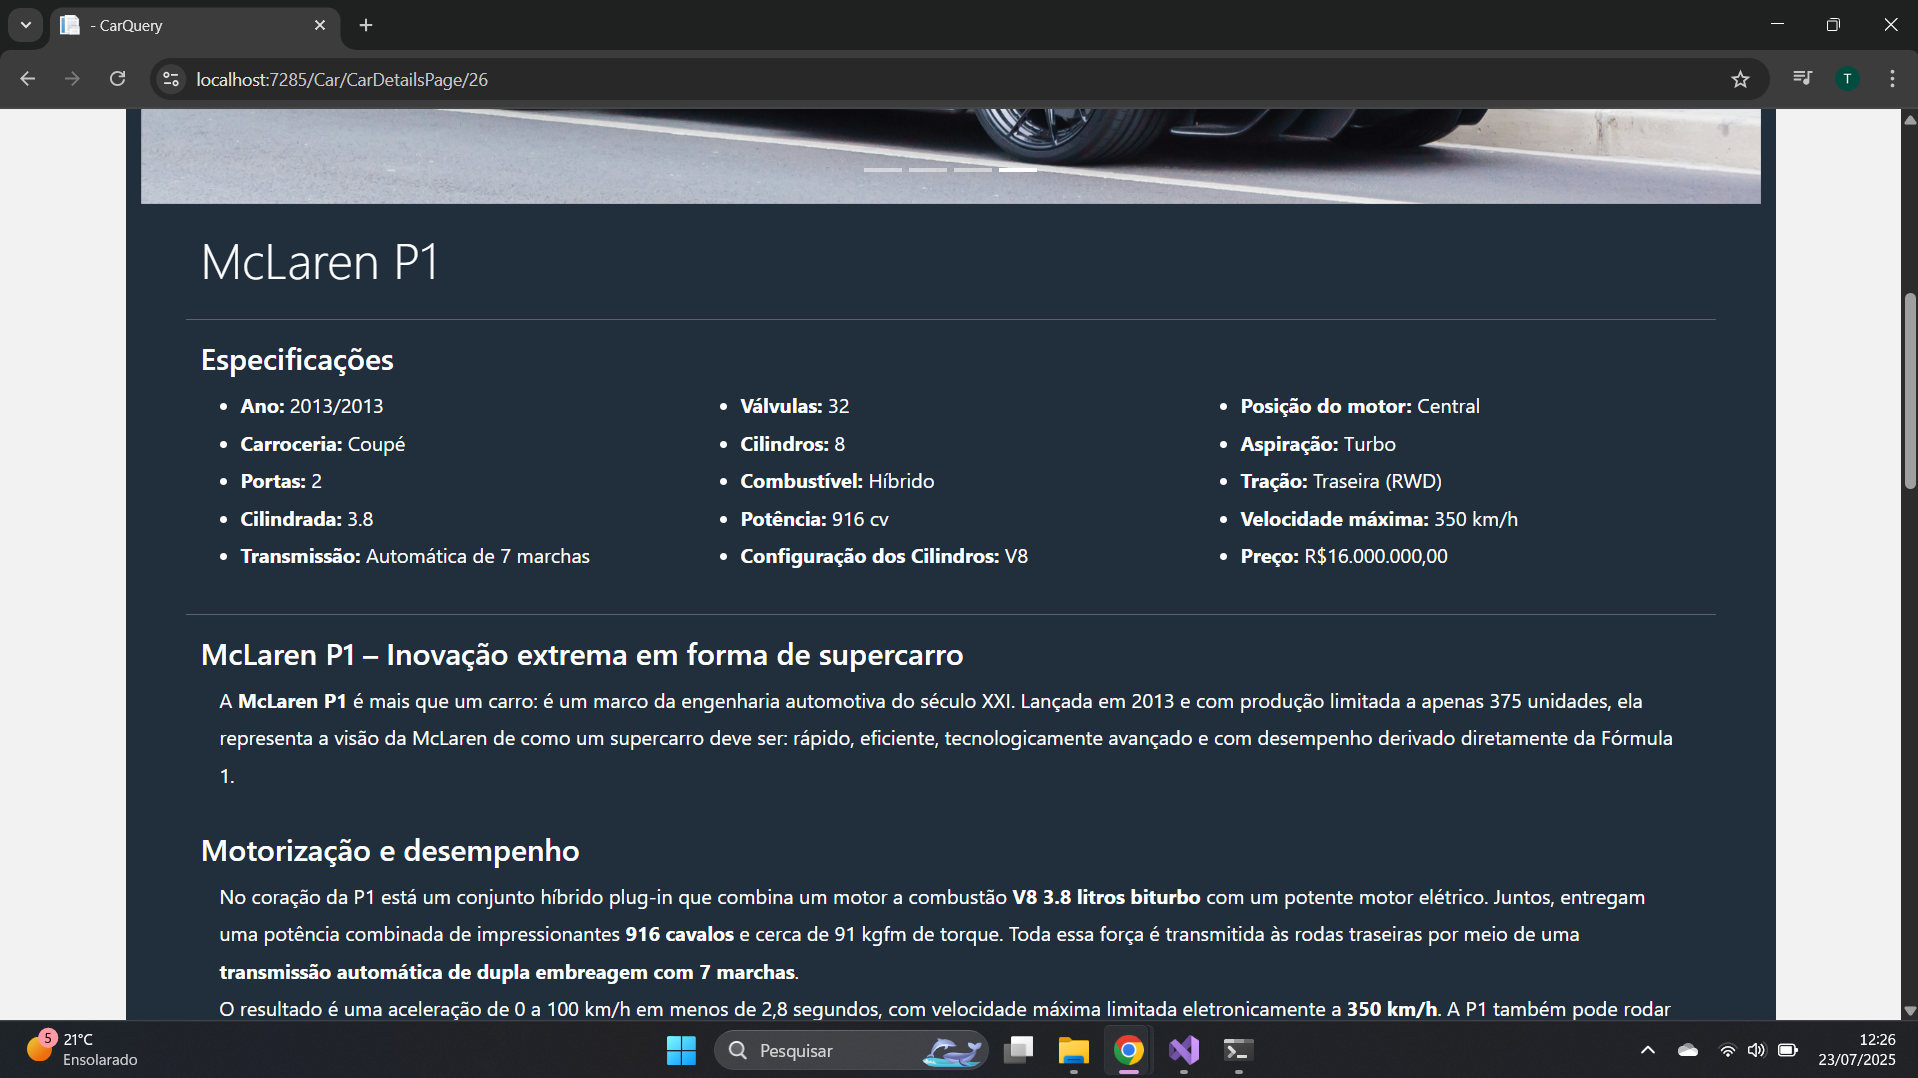 - CarQuery
localhost:7285/Car/CarDetailsPage/26
T
McLaren P1
Especificações
Ano: 2013/2013
Carroceria: Coupé
Portas: 2
Cilindrada: 3.8
Transmissão: Automática de 7 marchas
Válvulas: 32
Cilindros: 8
Combustível: Híbrido
Potência: 916 cv
Configuração dos Cilindros: V8
Posição do motor: Central
Aspiração: Turbo
Tração: Traseira (RWD)
Velocidade máxima: 350 km/h
Preço: R$16.000.000,00
McLaren P1 – Inovação extrema em forma de supercarro
A McLaren P1 é mais que um carro: é um marco da engenharia automotiva do século XXI. Lançada em 2013 e com produção limitada a apenas 375 unidades, ela
representa a visão da McLaren de como um supercarro deve ser: rápido, eficiente, tecnologicamente avançado e com desempenho derivado diretamente da Fórmula
1.
Motorização e desempenho
No coração da P1 está um conjunto híbrido plug-in que combina um motor a combustão V8 3.8 litros biturbo com um potente motor elétrico. Juntos, entregam
uma potência combinada de impressionantes 916 cavalos e cerca de 91 kgfm de torque. Toda essa força é transmitida às rodas traseiras por meio de uma
transmissão automática de dupla embreagem com 7 marchas.
O resultado é uma aceleração de 0 a 100 km/h em menos de 2,8 segundos, com velocidade máxima limitada eletronicamente a 350 km/h. A P1 também pode rodar
5
21°C
Ensolarado
Pesquisar
12:26
23/07/2025